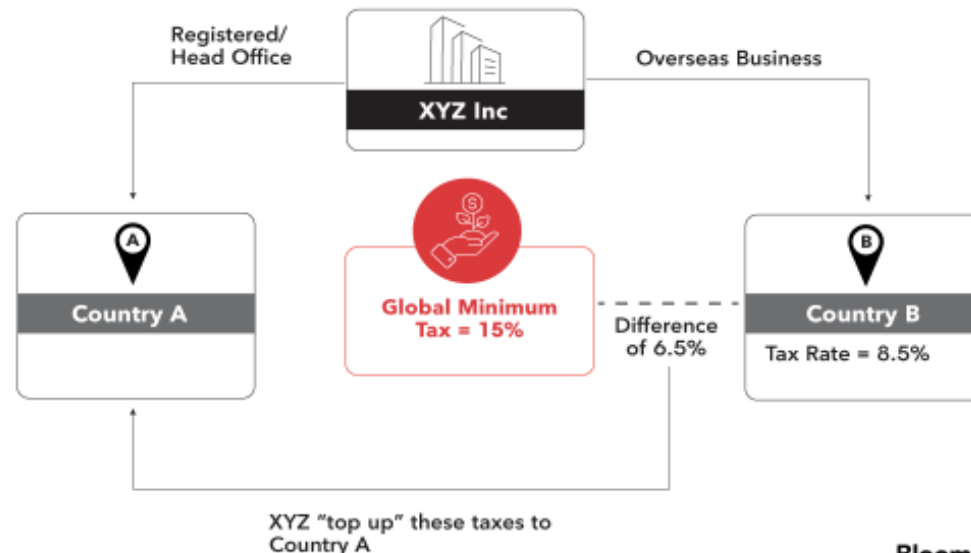 Registered/
Head Office
XYZ Inc
Overseas Business
A
Country A
S
Global Minimum
Tax = 15%
Difference
of 6.5%
B
Country B
Tax Rate = 8.5%
XYZ "top up" these taxes to
Country A